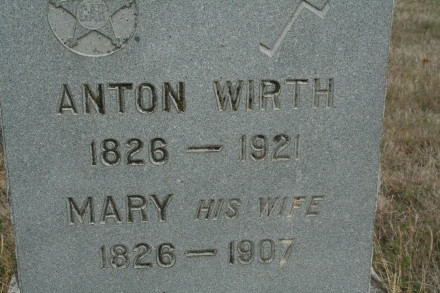 ANTON WIRTH
1826 — 1921
MARY HIS WIFE
1826 — 1907